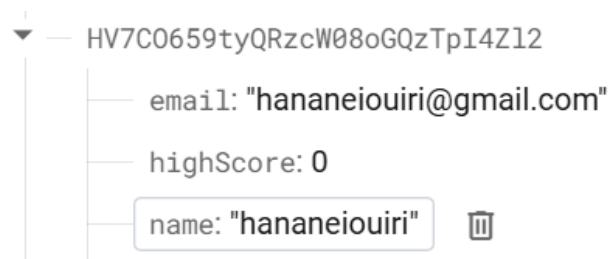 HV7CO659tyQRzcW08oGQzTpI4Zl2
email: "hananeiouiri@gmail.com"
highScore: 0
name: "hananeiouiri"